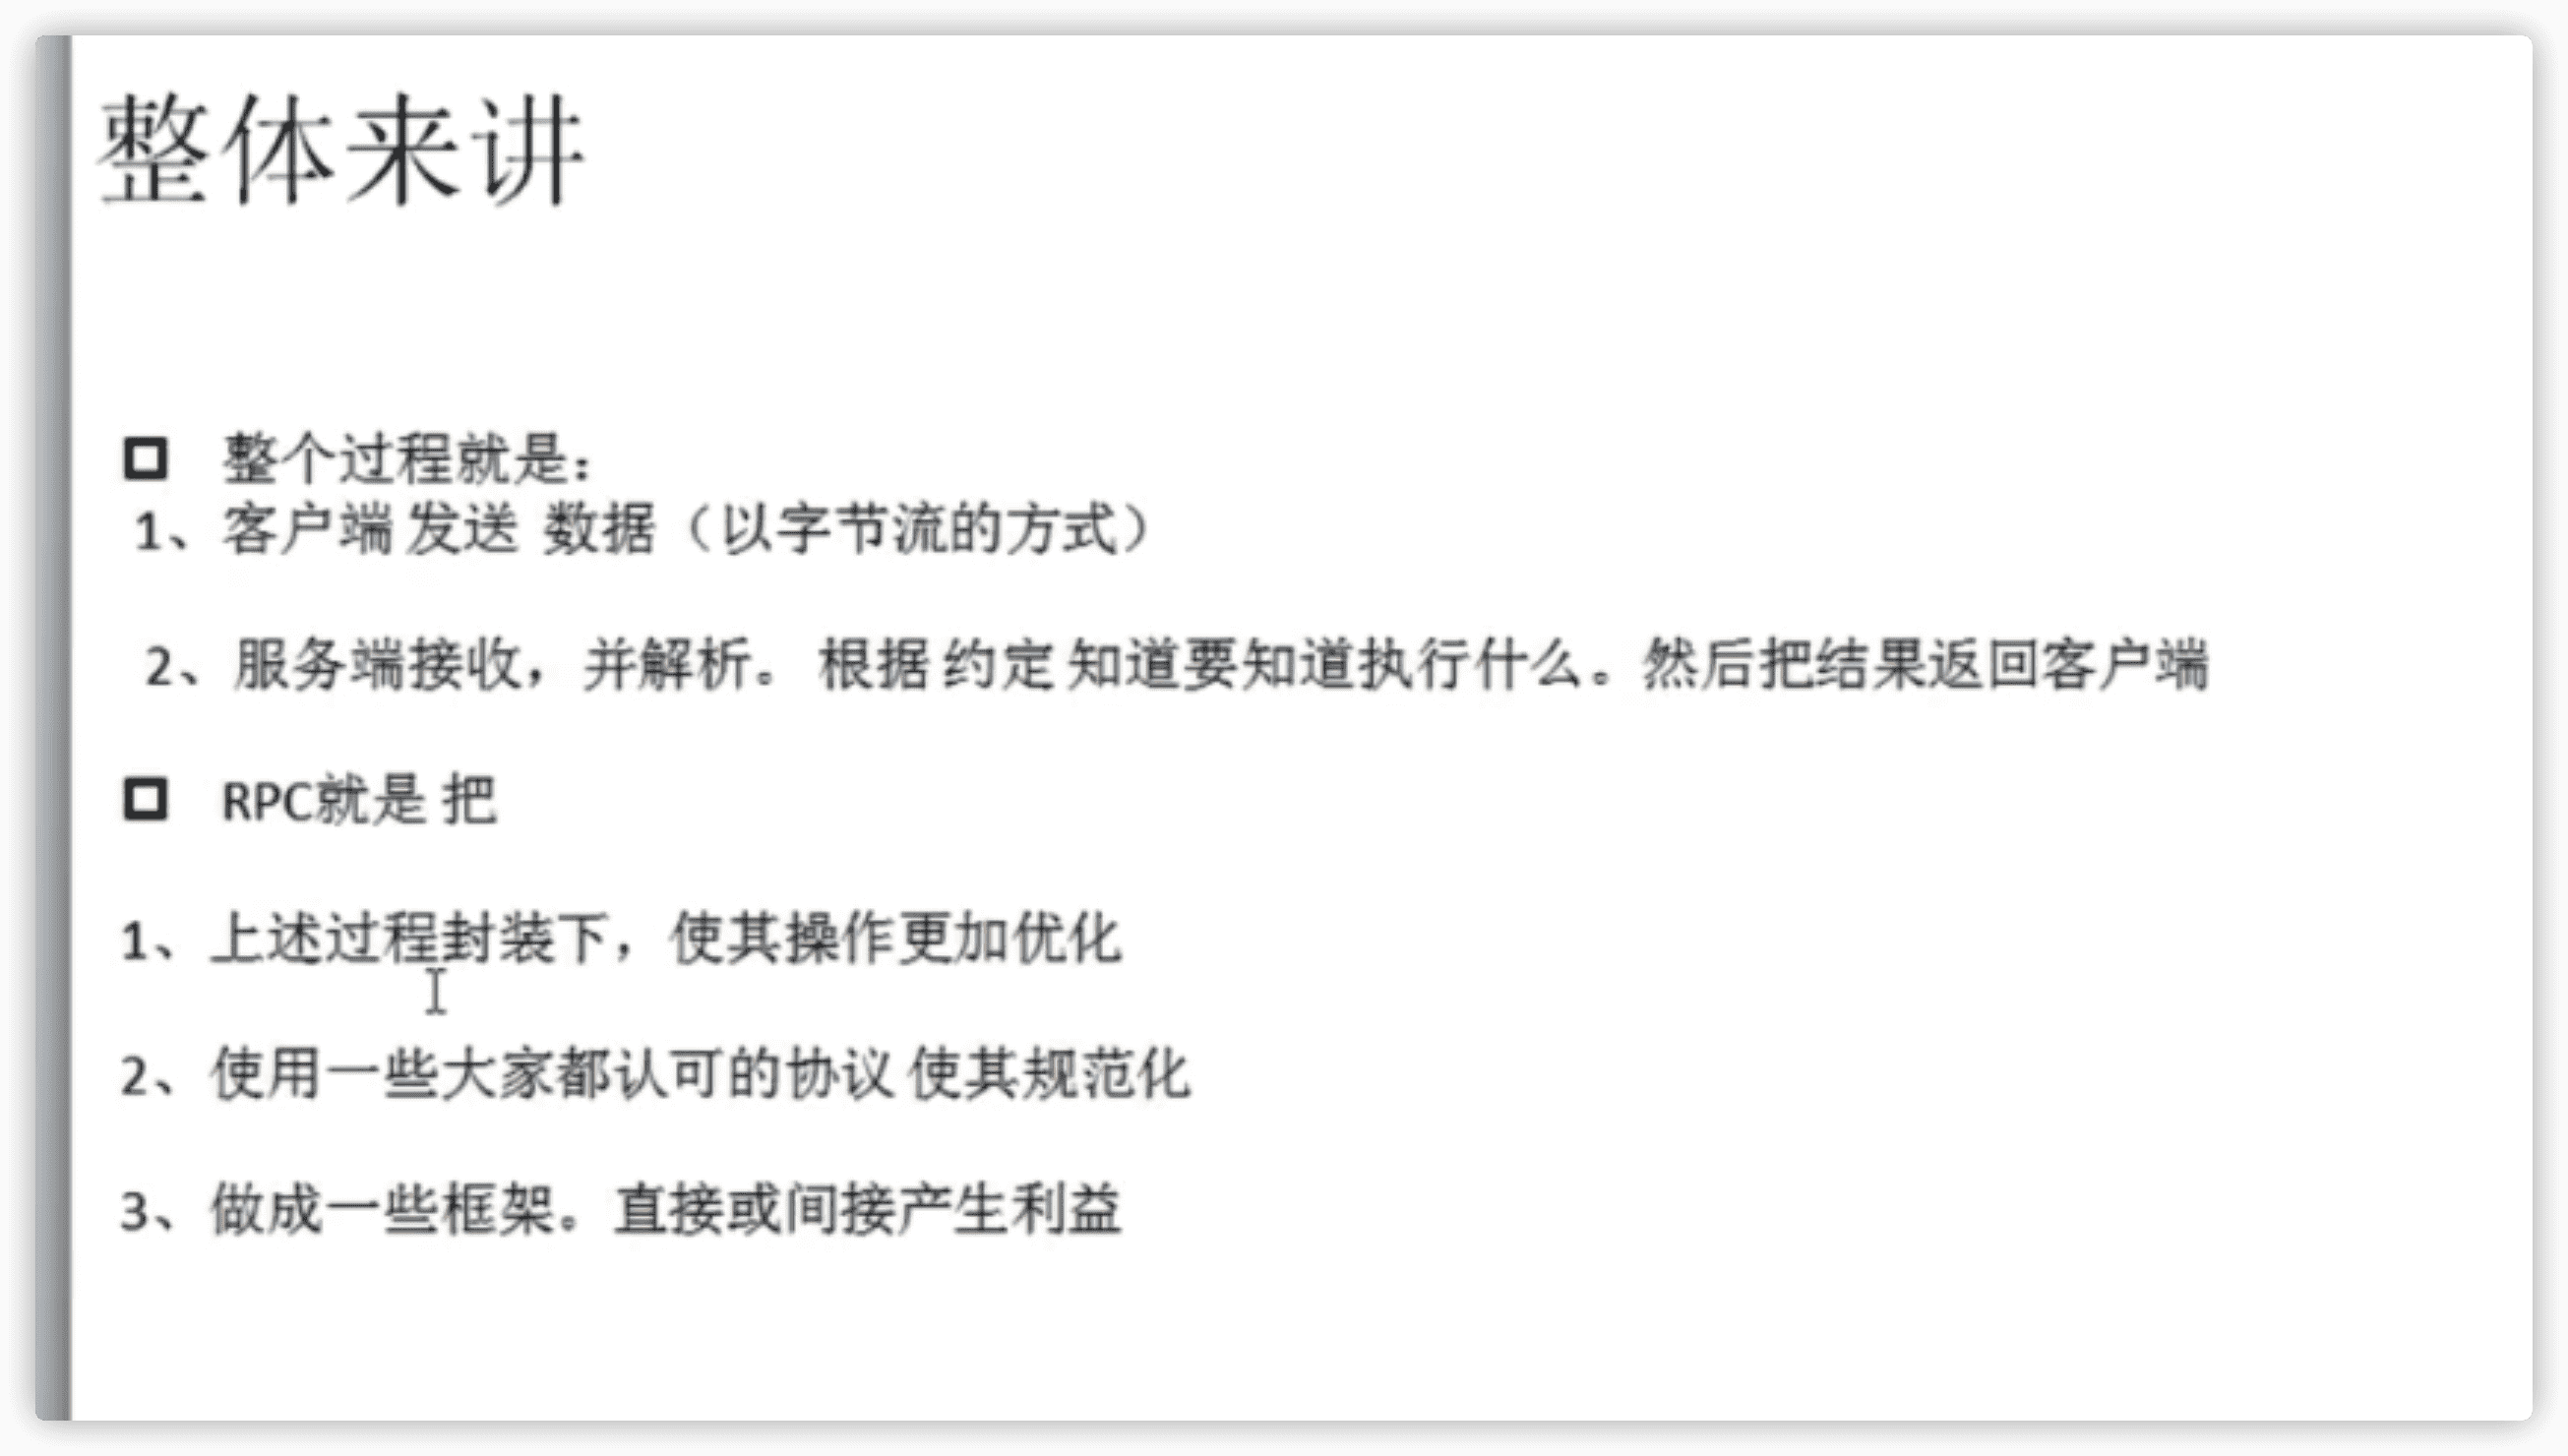 整体来讲
整个过程就是：
1、客户端 发送 数据（以字节流的方式）
2、服务端接收，并解析。 根据 约定 知道要知道执行什么。然后把结果返回客户端
RPC就是 把
1、上述过程封装下，使其操作更加优化
2、使用一些大家都认可的协议 使其规范化
3、做成一些框架。直接或间接产生利益